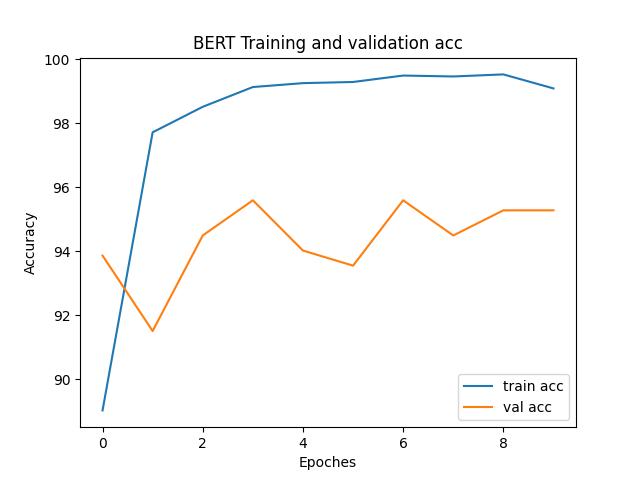 BERT Training and validation acc
100
98
96
94
92
90
Accuracy
0
2
4
6
8
Epoches
train acc
val acc